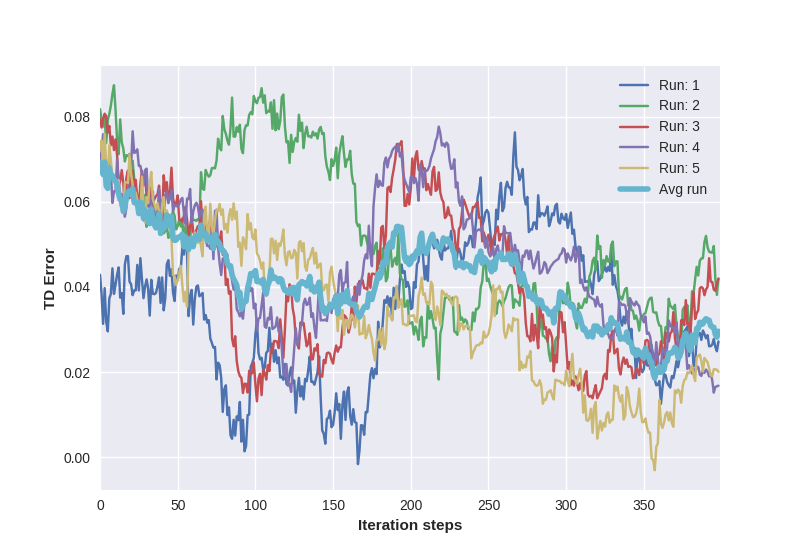 TD Error
0.08
0.06
0.04
0.02
0.00
0
50
100
150
200
250
300
350
Iteration steps
Run: 1
Run: 2
Run: 3
Run: 4
Run: 5
Avg run